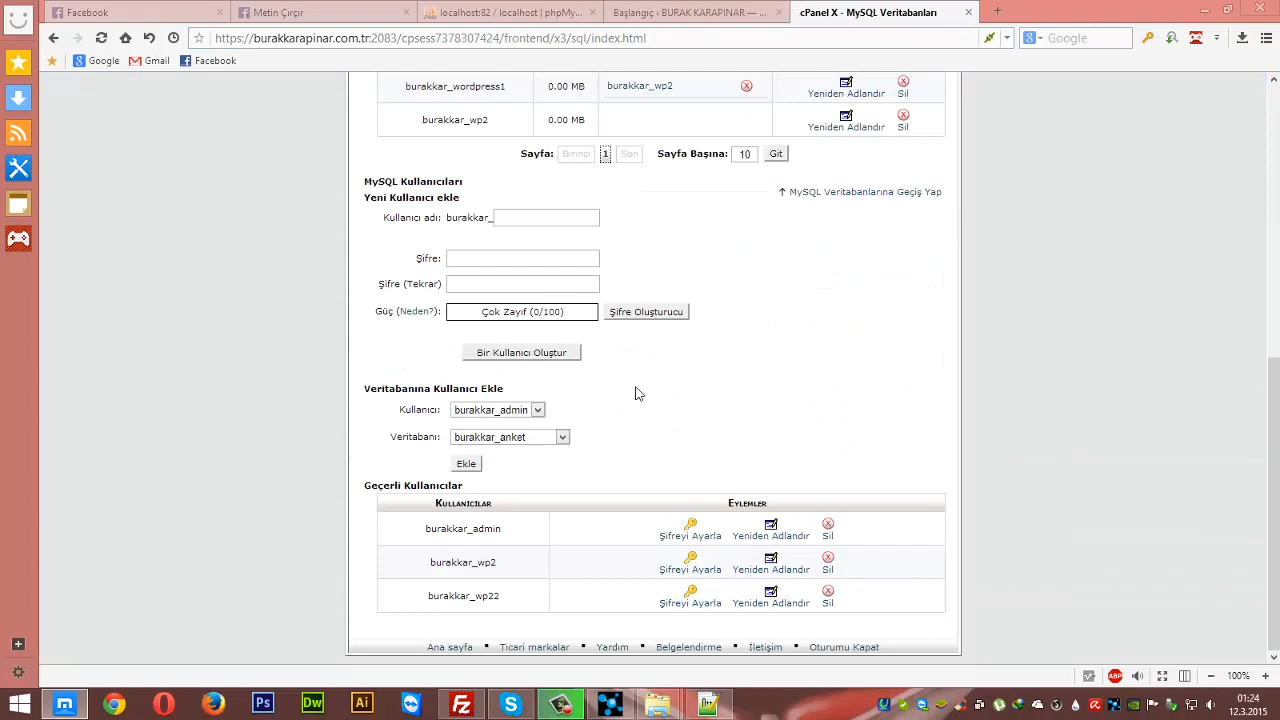 Facebook × Metin Çırçır × localhost82 / localhost | phpMy... × Başlangıç ‹ BURAK KARAPINAR — ... × cPanel X - MySQL Veritabanları ×
https://burakkarapinar.com.tr:2083/cpsess7378307424/frontend/x3/sql/index.html Google
Google Gmail Facebook
burakkar_wordpress1 0.00 MB burakkar_wp2 Yeniden Adlandır Sil
burakkar_wp2 0.00 MB Yeniden Adlandır Sil
Sayfa: Birinci 1 Son Sayfa Başına: 10 Git
MySQL Kullanıcıları
↑ MySQL Veritabanlarına Geçiş Yap
Yeni Kullanıcı ekle
Kullanıcı adı: burakkar_
Şifre:
Şifre (Tekrar)
Güç (Neden?): Çok Zayıf (0/100) Şifre Oluşturucu
Bir Kullanıcı Oluştur
Veritabanına Kullanıcı Ekle
Kullanıcı: burakkar_admin
Veritabanı: burakkar_anket
Ekle
Geçerli Kullanıcılar
Kullanıcılar Eylemler
burakkar_admin Şifreyi Ayarla Yeniden Adlandır Sil
burakkar_wp2 Şifreyi Ayarla Yeniden Adlandır Sil
burakkar_wp22 Şifreyi Ayarla Yeniden Adlandır Sil
Ana sayfa ▪ Ticari markalar ▪ Yardım ▪ Belgelendirme ▪ İletişim ▪ Oturumu Kapat
ABP 100%
Ps Dw Ai Fz S
01:24
12.3.2015